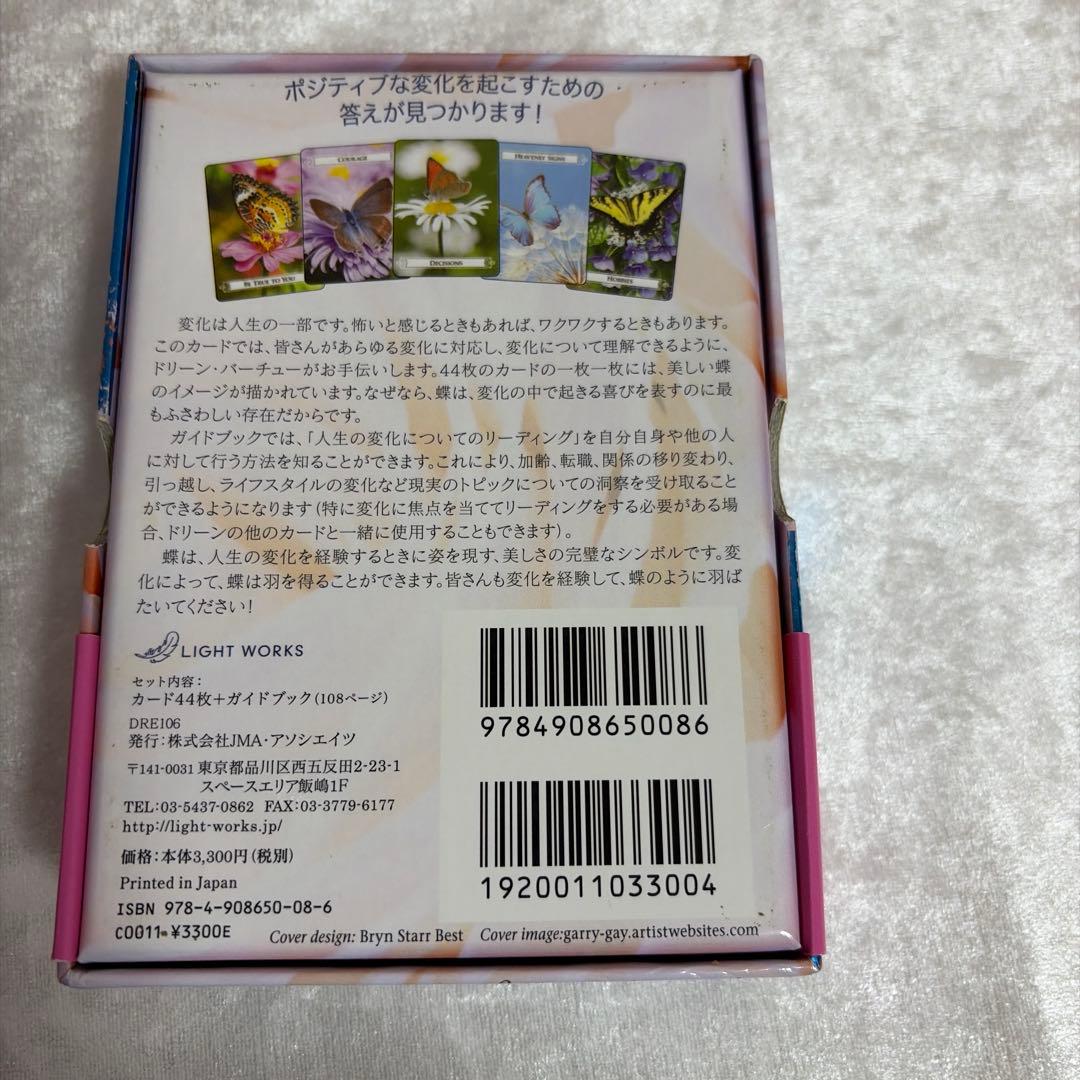 ポジティブな変化を起こすための
答えが見つかります！
COURAGE
HEAVENLY SIGNS
BE TRUE TO YOU
DECISIONS
HOBBIES
変化は人生の一部です。怖いと感じるときもあれば、ワクワクするときもあります。
このカードでは、皆さんがあらゆる変化に対応し、変化について理解できるように、
ドリーン・バーチューがお手伝いします。44枚のカードの一枚一枚には、美しい蝶
のイメージが描かれています。なぜなら、蝶は、変化の中で起きる喜びを表すのに最
もふさわしい存在だからです。
ガイドブックでは、「人生の変化についてのリーディング」を自分自身や他の人
に対して行う方法を知ることができます。これにより、加齢、転職、関係の移り変わり、
引っ越し、ライフスタイルの変化など現実のトピックについての洞察を受け取ること
ができるようになります（特に変化に焦点を当ててリーディングをする必要がある場
合、ドリーンの他のカードと一緒に使用することもできます）。
蝶は、人生の変化を経験するときに姿を現す、美しさの完璧なシンボルです。変
化によって、蝶は羽を得ることができます。皆さんも変化を経験して、蝶のように羽ば
たいてください！
LIGHT WORKS
セット内容：
カード44枚＋ガイドブック（108ページ）
DRE106
発行：株式会社JMA・アソシエイツ
〒141-0031 東京都品川区西五反田2-23-1
スペースエリア飯嶋1F
TEL:03-5437-0862 FAX:03-3779-6177
http://light-works.jp/
価格：本体3,300円（税別）
Printed in Japan
ISBN 978-4-908650-08-6
C0011 ¥3300E
9784908650086
1920011033004
Cover design: Bryn Starr Best Cover image:garry-gay.artistwebsites.com